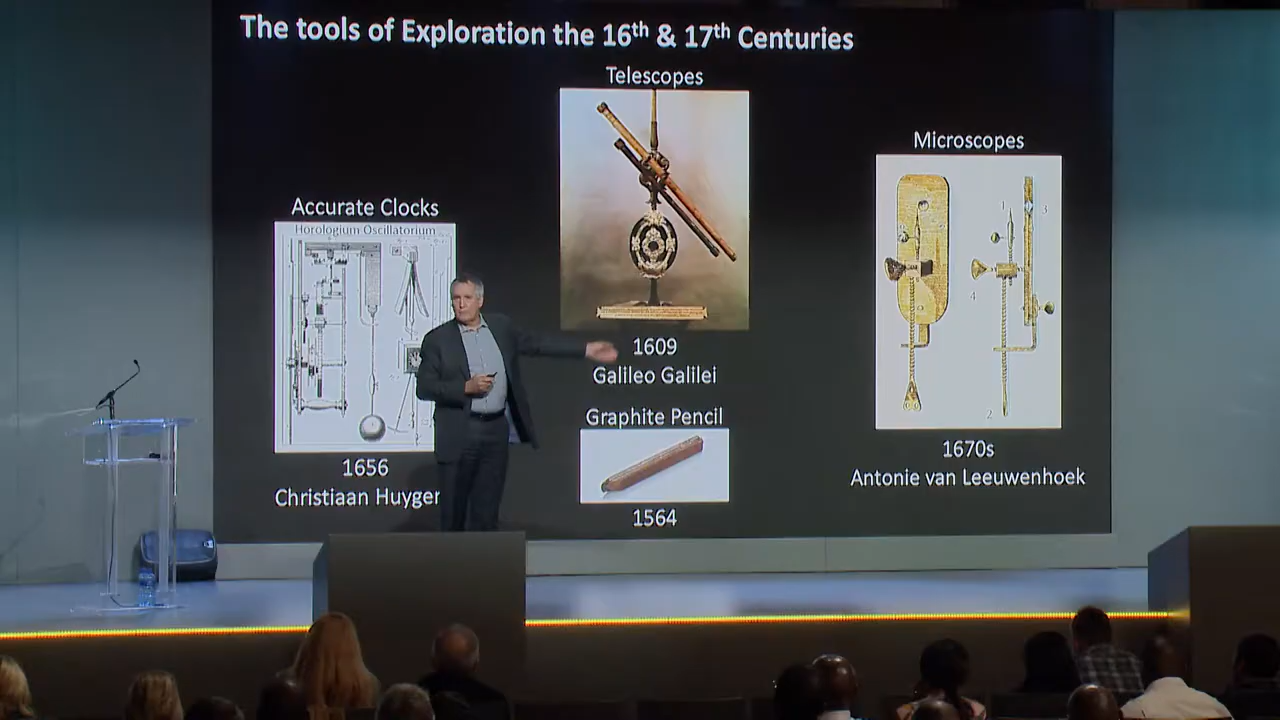 The tools of Exploration the 16th & 17th Centuries
Telescopes
Microscopes
Accurate Clocks
Horologium Oscillatorium
1609
Galileo Galilei
Graphite Pencil
1564
1656
Christiaan Huygen
1670s
Antonie van Leeuwenhoek